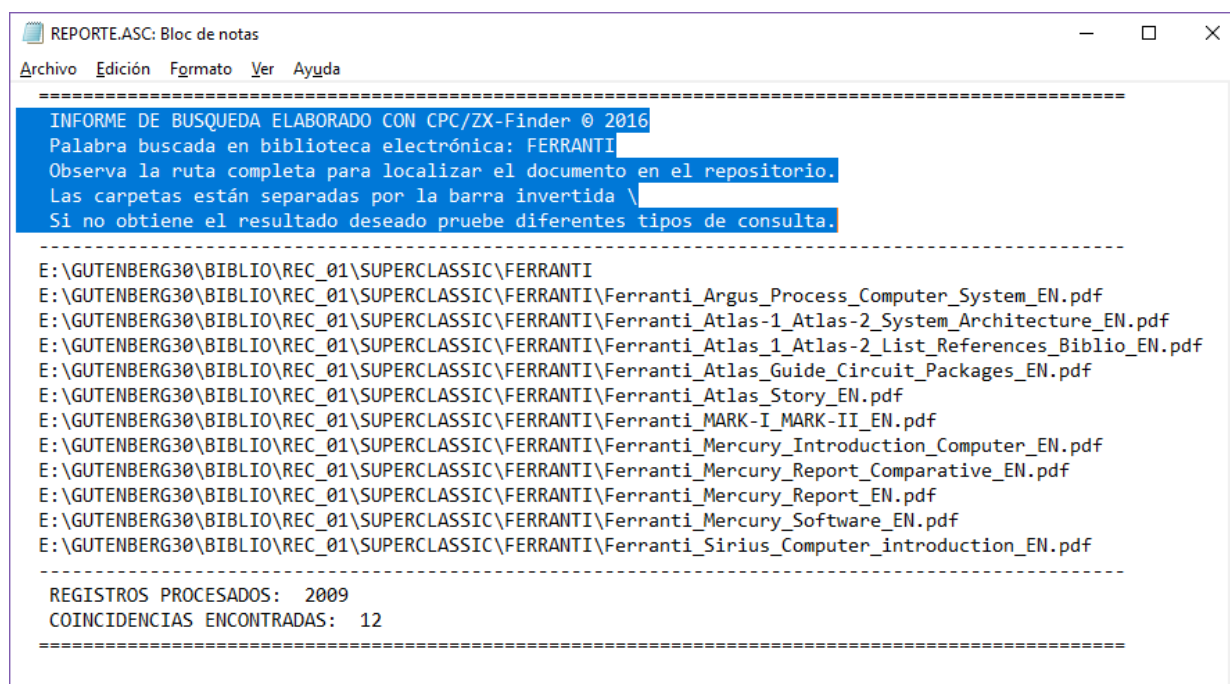 REPORTE.ASC: Bloc de notas
Archivo Edición Formato Ver Ayuda
==================================================================================================
INFORME DE BUSQUEDA ELABORADO CON CPC/ZX-Finder © 2016
Palabra buscada en biblioteca electrónica: FERRANTI
Observa la ruta completa para localizar el documento en el repositorio.
Las carpetas están separadas por la barra invertida \
Si no obtiene el resultado deseado pruebe diferentes tipos de consulta.
--------------------------------------------------------------------------------------------------
E:\GUTENBERG30\BIBLIO\REC_01\SUPERCLASSIC\FERRANTI
E:\GUTENBERG30\BIBLIO\REC_01\SUPERCLASSIC\FERRANTI\Ferranti_Argus_Process_Computer_System_EN.pdf
E:\GUTENBERG30\BIBLIO\REC_01\SUPERCLASSIC\FERRANTI\Ferranti_Atlas-1_Atlas-2_System_Architecture_EN.pdf
E:\GUTENBERG30\BIBLIO\REC_01\SUPERCLASSIC\FERRANTI\Ferranti_Atlas_1_Atlas-2_List_References_Biblio_EN.pdf
E:\GUTENBERG30\BIBLIO\REC_01\SUPERCLASSIC\FERRANTI\Ferranti_Atlas_Guide_Circuit_Packages_EN.pdf
E:\GUTENBERG30\BIBLIO\REC_01\SUPERCLASSIC\FERRANTI\Ferranti_Atlas_Story_EN.pdf
E:\GUTENBERG30\BIBLIO\REC_01\SUPERCLASSIC\FERRANTI\Ferranti_MARK-I_MARK-II_EN.pdf
E:\GUTENBERG30\BIBLIO\REC_01\SUPERCLASSIC\FERRANTI\Ferranti_Mercury_Introduction_Computer_EN.pdf
E:\GUTENBERG30\BIBLIO\REC_01\SUPERCLASSIC\FERRANTI\Ferranti_Mercury_Report_Comparative_EN.pdf
E:\GUTENBERG30\BIBLIO\REC_01\SUPERCLASSIC\FERRANTI\Ferranti_Mercury_Report_EN.pdf
E:\GUTENBERG30\BIBLIO\REC_01\SUPERCLASSIC\FERRANTI\Ferranti_Mercury_Software_EN.pdf
E:\GUTENBERG30\BIBLIO\REC_01\SUPERCLASSIC\FERRANTI\Ferranti_Sirius_Computer_introduction_EN.pdf
--------------------------------------------------------------------------------------------------
REGISTROS PROCESADOS: 2009
COINCIDENCIAS ENCONTRADAS: 12
==================================================================================================